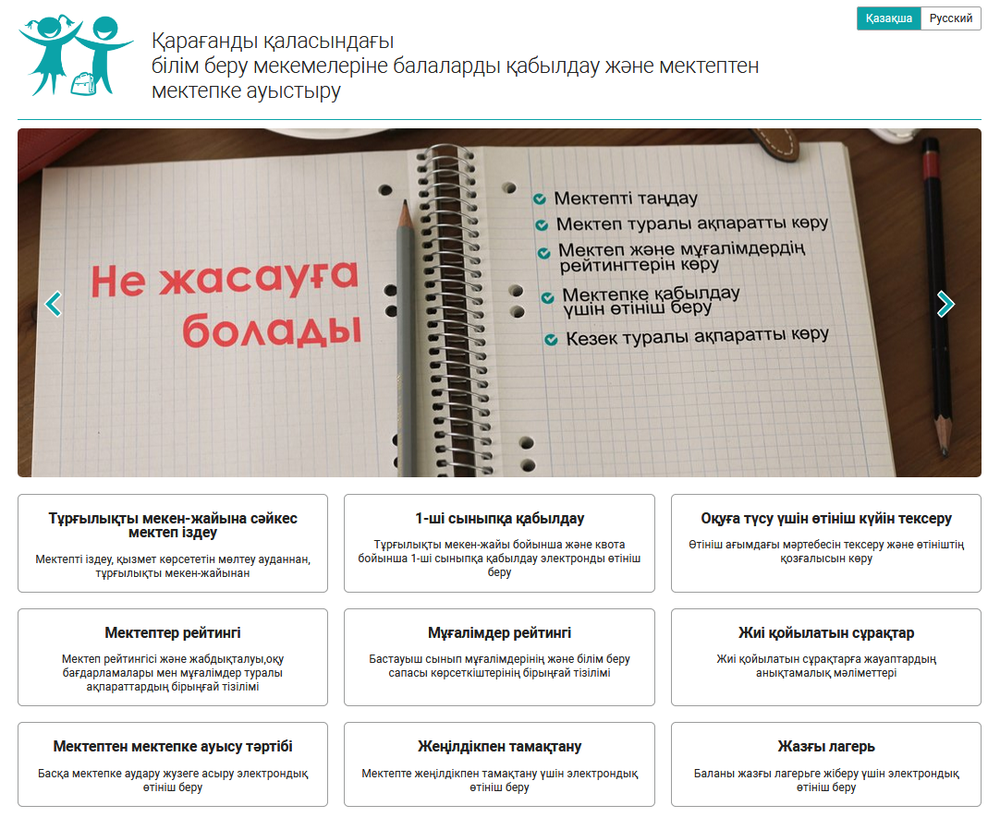 Қазақша Русский
Қарағанды қаласындағы
білім беру мекемелеріне балаларды қабылдау және мектептен
мектепке ауыстыру
Не жасауға
болады
Мектепті таңдау
Мектеп туралы ақпаратты көру
Мектеп және мұғалімдердің
рейтингтерін көру
Мектепке қабылдау
үшін өтініш беру
Кезек туралы ақпаратты көру
Тұрғылықты мекен-жайына сәйкес
мектеп іздеу
Мектепті іздеу, қызмет көрсететін мөлтеу ауданнан,
тұрғылықты мекен-жайынан
1-ші сыныпқа қабылдау
Тұрғылықты мекен-жайы бойынша және квота
бойынша 1-ші сыныпқа қабылдау электронды өтініш
беру
Оқуға түсу үшін өтініш күйін тексеру
Өтініш ағымдағы мәртебесін тексеру және өтініштің
қозғалысын көру
Мектептер рейтингі
Мектеп рейтингісі және жабдықталуы,оқу
бағдарламалары мен мұғалімдер туралы
ақпараттардың бірыңғай тізілімі
Мұғалімдер рейтингі
Бастауыш сынып мұғалімдерінің және білім беру
сапасы көрсеткіштерінің бірыңғай тізілімі
Жиі қойылатын сұрақтар
Жиі қойылатын сұрақтарға жауаптардың
анықтамалық мәліметтері
Мектептен мектепке ауысу тәртібі
Басқа мектепке аудару жүзеге асыру электрондық
өтініш беру
Жеңілдікпен тамақтану
Мектепте жеңілдікпен тамақтану үшін электрондық
өтініш беру
Жазғы лагерь
Баланы жазғы лагерьге жіберу үшін электрондық
өтініш беру